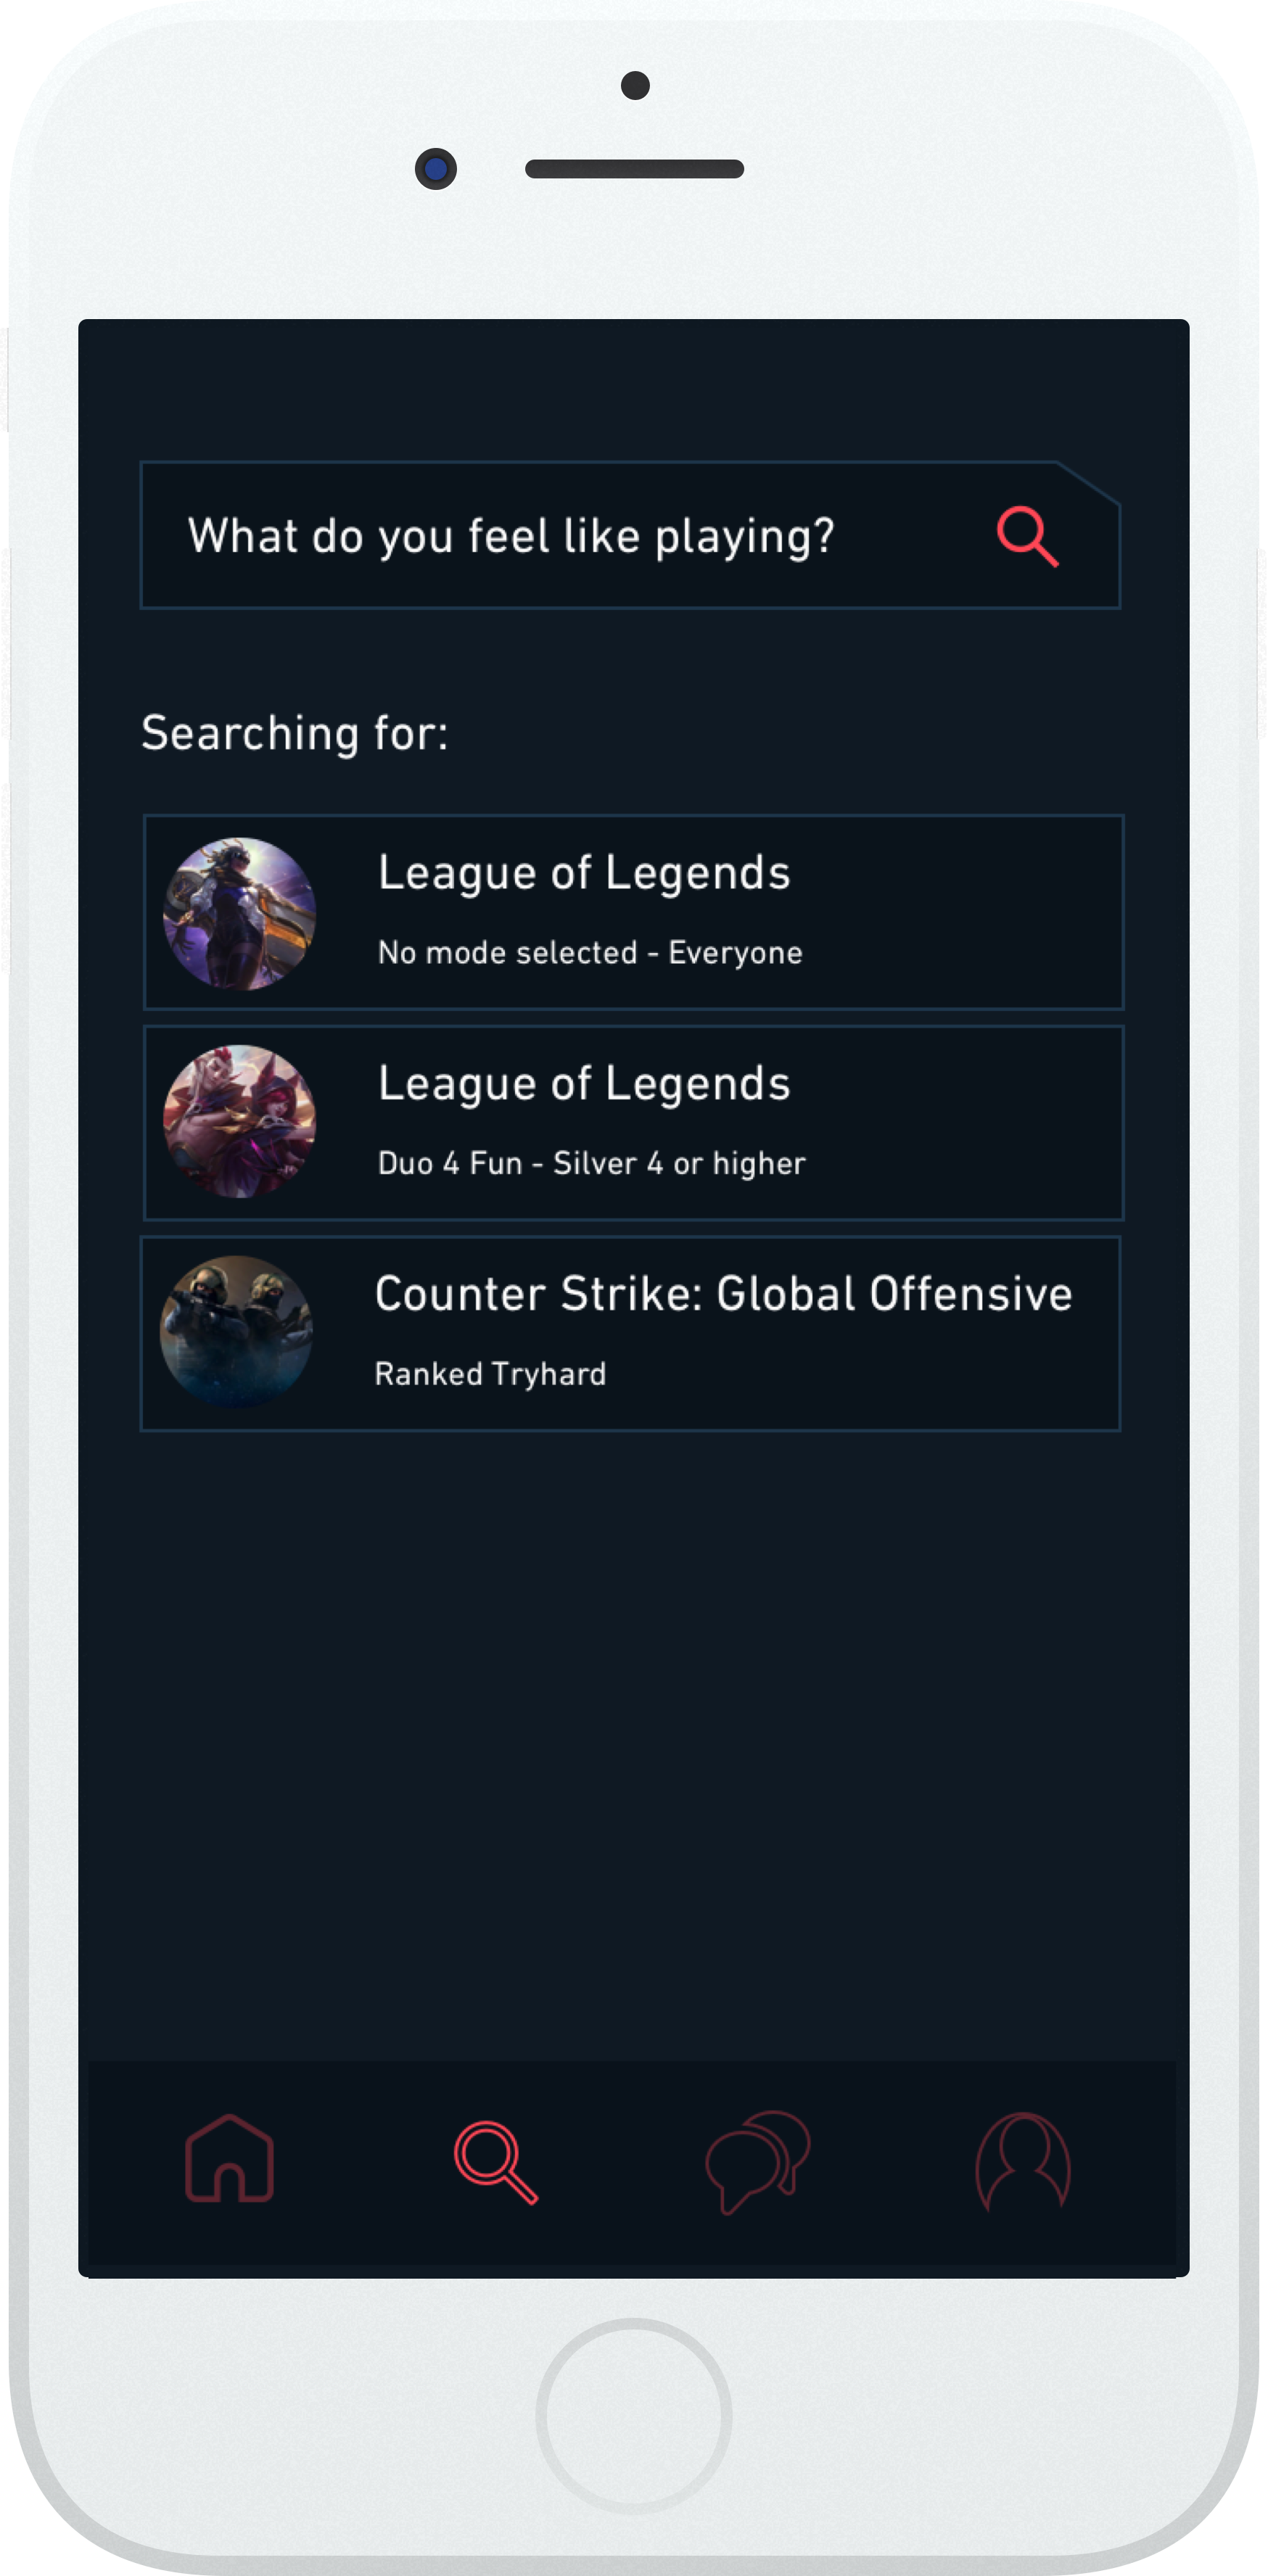 What do you feel like playing?
Searching for:
League of Legends
No mode selected - Everyone
League of Legends
Duo 4 Fun - Silver 4 or higher
Counter Strike: Global Offensive
Ranked Tryhard